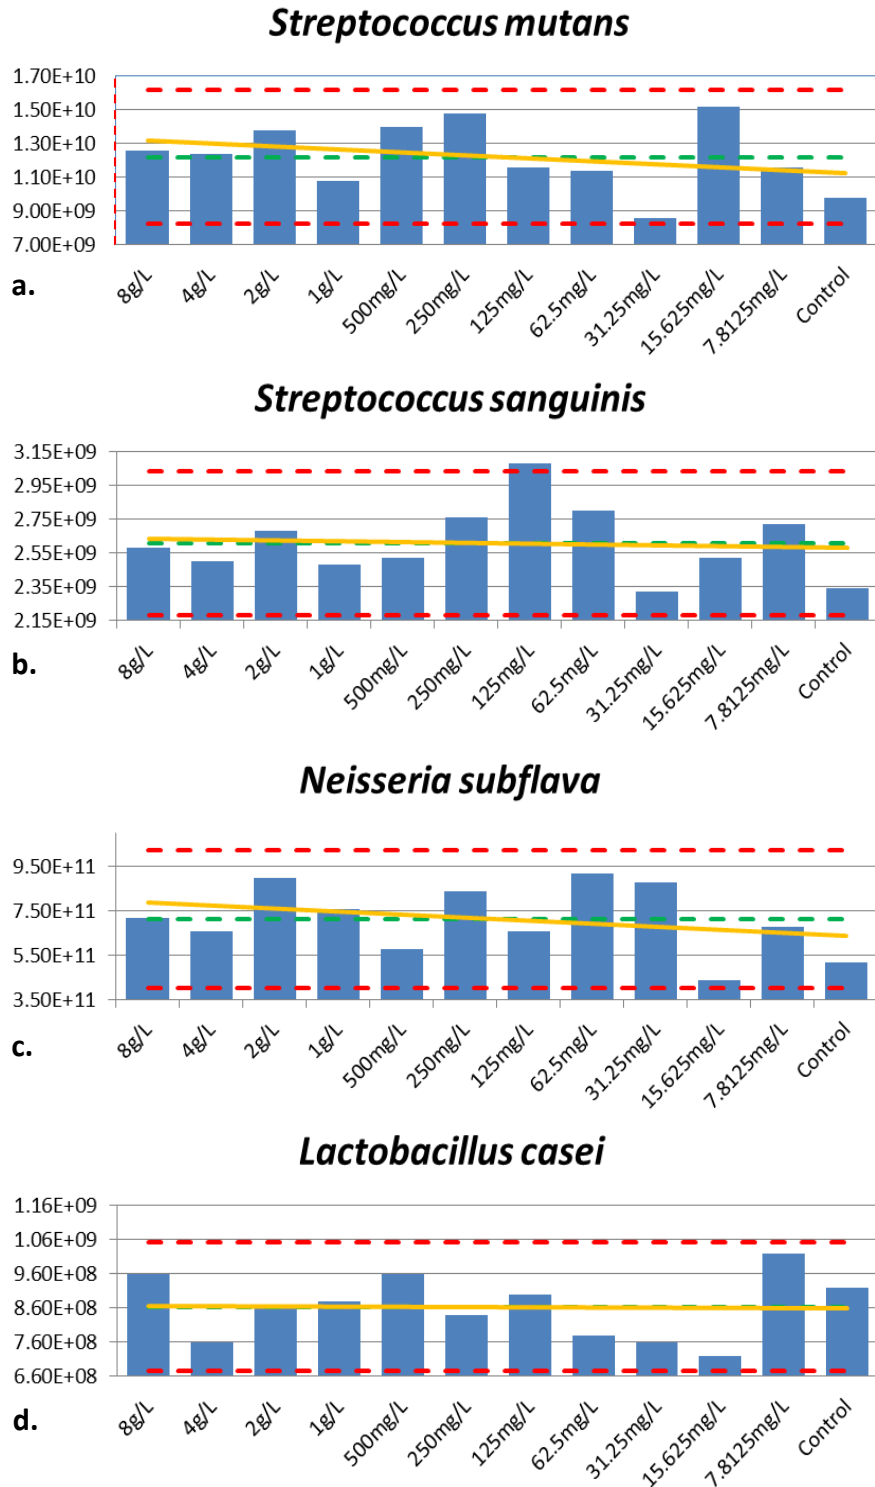 Streptococcus mutans
1.70E+10
1.50E+10
1.30E+10
1.10E+10
9.00E+09
7.00E+09
a.
8g/L 4g/L 2g/L 1g/L 500mg/L 250mg/L 125mg/L 62.5mg/L 31.25mg/L 15.625mg/L 7.8125mg/L Control
Streptococcus sanguinis
3.15E+09
2.95E+09
2.75E+09
2.55E+09
2.35E+09
2.15E+09
b.
8g/L 4g/L 2g/L 1g/L 500mg/L 250mg/L 125mg/L 62.5mg/L 31.25mg/L 15.625mg/L 7.8125mg/L Control
Neisseria subflava
9.50E+11
7.50E+11
5.50E+11
3.50E+11
c.
8g/L 4g/L 2g/L 1g/L 500mg/L 250mg/L 125mg/L 62.5mg/L 31.25mg/L 15.625mg/L 7.8125mg/L Control
Lactobacillus casei
1.16E+09
1.06E+09
9.60E+08
8.60E+08
7.60E+08
6.60E+08
d.
8g/L 4g/L 2g/L 1g/L 500mg/L 250mg/L 125mg/L 62.5mg/L 31.25mg/L 15.625mg/L 7.8125mg/L Control